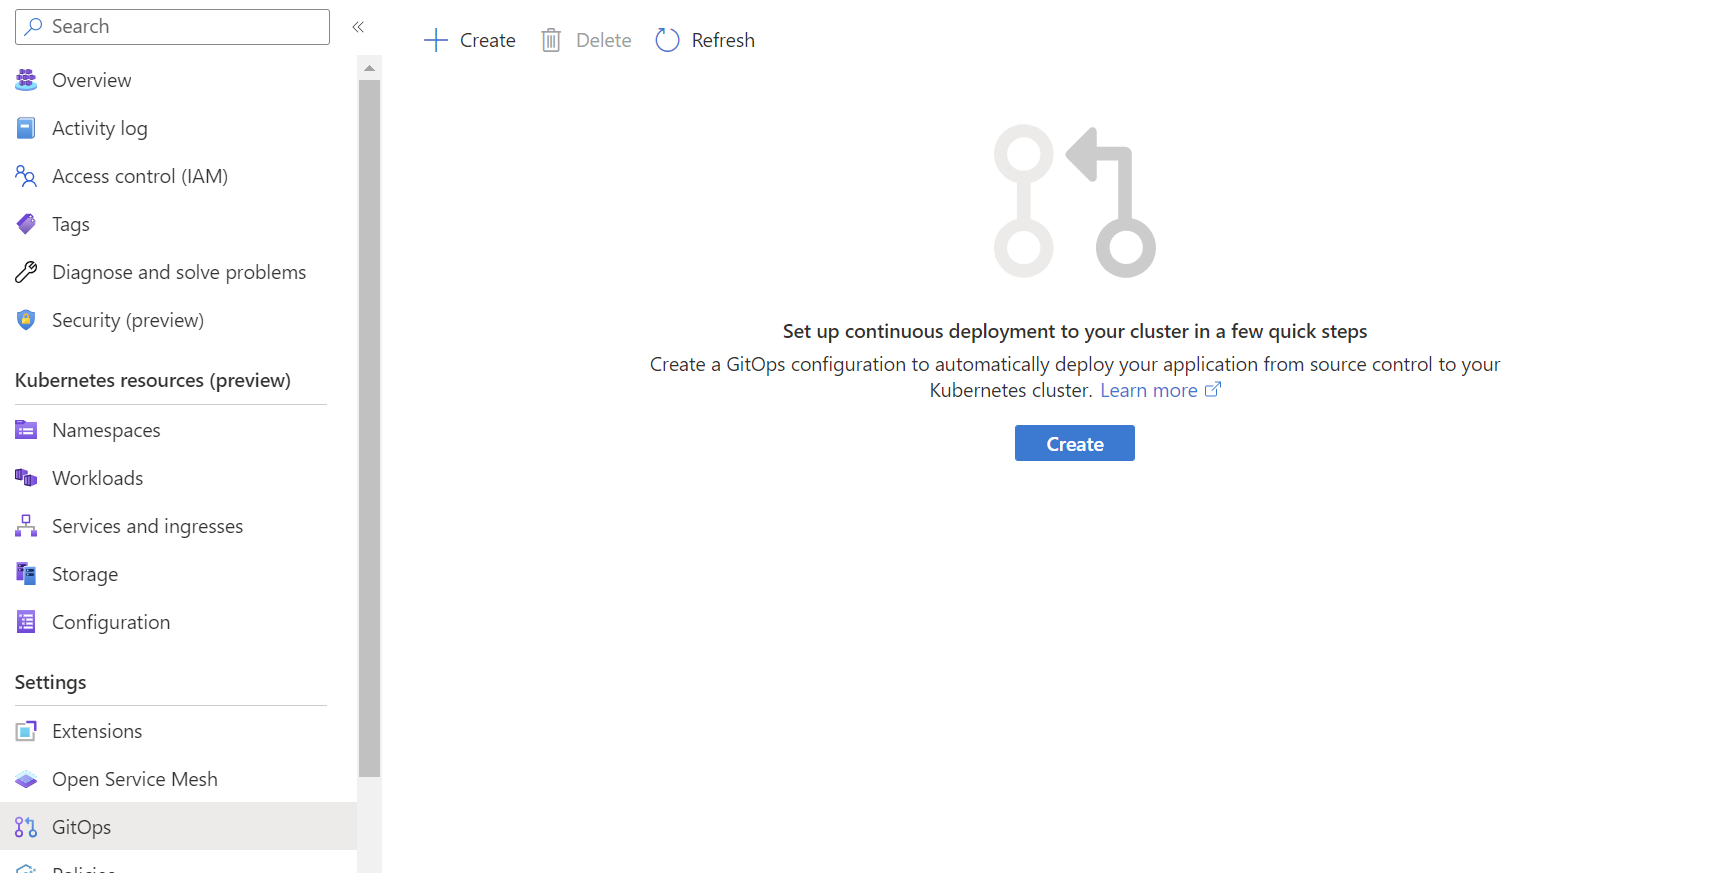 Search
Overview
Activity log
Access control (IAM)
Tags
Diagnose and solve problems
Security (preview)
Kubernetes resources (preview)
Namespaces
Workloads
Services and ingresses
Storage
Configuration
Settings
Extensions
Open Service Mesh
GitOps
Policies
Create Delete Refresh
Set up continuous deployment to your cluster in a few quick steps
Create a GitOps configuration to automatically deploy your application from source control to your
Kubernetes cluster. Learn more
Create